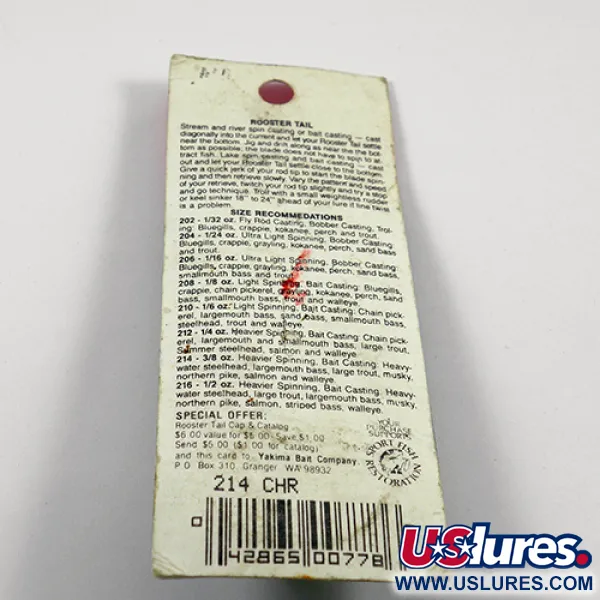 ROOSTER TAIL
Stream and river spin casting or bait casting — cast
diagonally into the current and let your Rooster Tail settle
near the bottom. Jig and drift along as near the the bot-
tom as possible; the blade does not have to spin to at-
tract fish. Lake spin casting and bait casting — cast
out and let your Rooster Tail settle close to the bottom.
Give a quick jerk of your rod tip to start the blade spin-
ning and then retrieve slowly. Vary the pattern and speed
of your retrieve, twitch your rod tip slightly and try a stop
and go technique. Troll with a small weightless rudder
or keel sinker 18" to 24" ahead of your lure if line twist
is a problem.
SIZE RECOMMEDATIONS
202 - 1/32 oz. Fly Rod Casting, Bobber Casting, Trol-
ing: Bluegills, crappie, kokanee, perch and trout.
204 - 1/24 oz. Ultra Light Spinning, Bobber Casting:
Bluegills, crappie, grayling, kokanee, perch, sand bass
and trout.
206 - 1/16 oz. Ultra Light Spinning, Bobber Casting:
Bluegills, crappie, grayling, kokanee, perch, sand bass,
smallmouth bass and trout.
208 - 1/8 oz. Light Spinning, Bait Casting: Bluegills,
crappie, chain pickerel, grayling, kokanee, perch, sand
bass, smallmouth bass, trout and walleye.
210 - 1/6 oz. Light Spinning, Bait Casting: Chain pick-
erel, largemouth bass, sand bass, smallmouth bass,
steelhead, trout and walleye.
212 - 1/4 oz. Heavier Spinning, Bait Casting: Chain pick-
erel, largemouth and smallmouth bass, large trout,
Summer steelhead, salmon and walleye.
214 - 3/8 oz. Heavier Spinning, Bait Casting: Heavy-
water steelhead, largemouth bass, large trout, musky,
northern pike, salmon and walleye.
216 - 1/2 oz. Heavier Spinning, Bait Casting: Heavy-
water steelhead, large trout, largemouth bass, musky,
northern pike, salmon, striped bass, walleye.
SPECIAL OFFER:
Rooster Tail Cap & Catalog
$6.00 value for $5.00 Save $1.00
Send $5.00 ($1.00 for catalog)
and this card to Yakima Bait Company,
P.O. Box 310, Granger, WA 98932
YOUR
PURCHASE
SUPPORTS
SPORT FISH
RESTORATION
214 CHR
0 42865 00778
USlures.
WWW.USLURES.COM